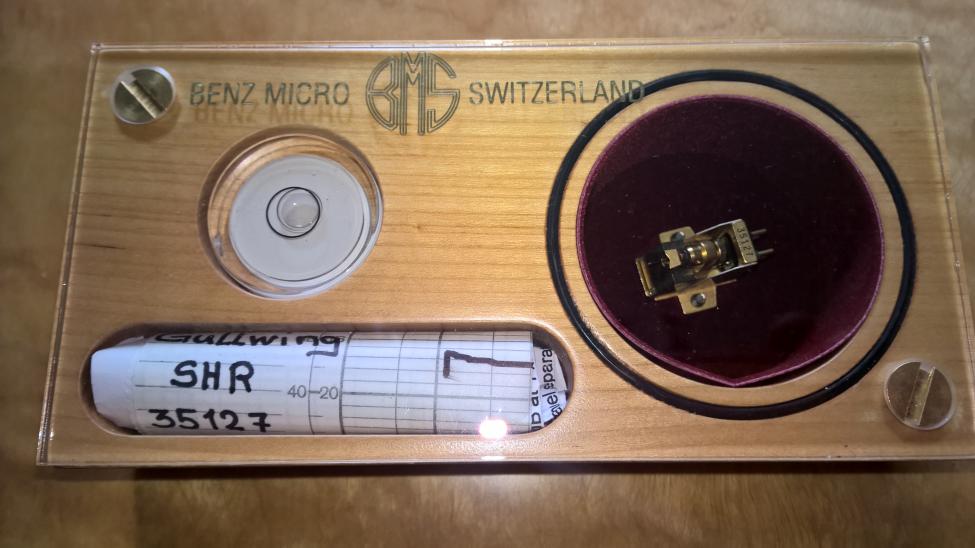 BENZ MICRO BMS SWITZERLAND
35127
Gullwing
SHR
35127
7
40 20